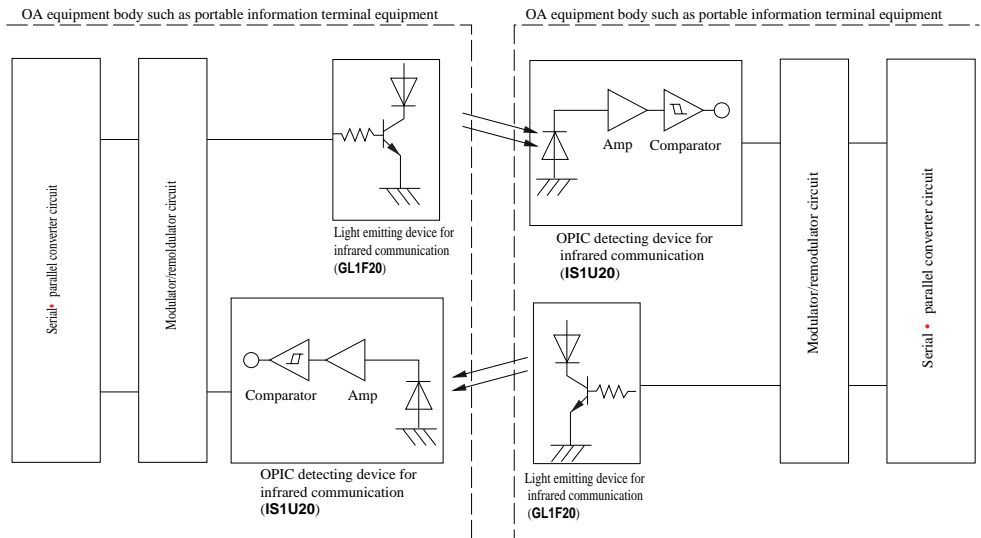 OA equipment body such as portable information terminal equipment
Serial• parallel converter circuit
Modulator/remoldulator circuit
Light emitting device for
infrared communication
(GL1F20)
Comparator
Amp
OPIC detecting device for
infrared communication
(IS1U20)
OA equipment body such as portable information terminal equipment
Amp
Comparator
OPIC detecting device for
infrared communication
(IS1U20)
Light emitting device for
infrared communication
(GL1F20)
Modulator/remodulator circuit
Serial • parallel converter circuit